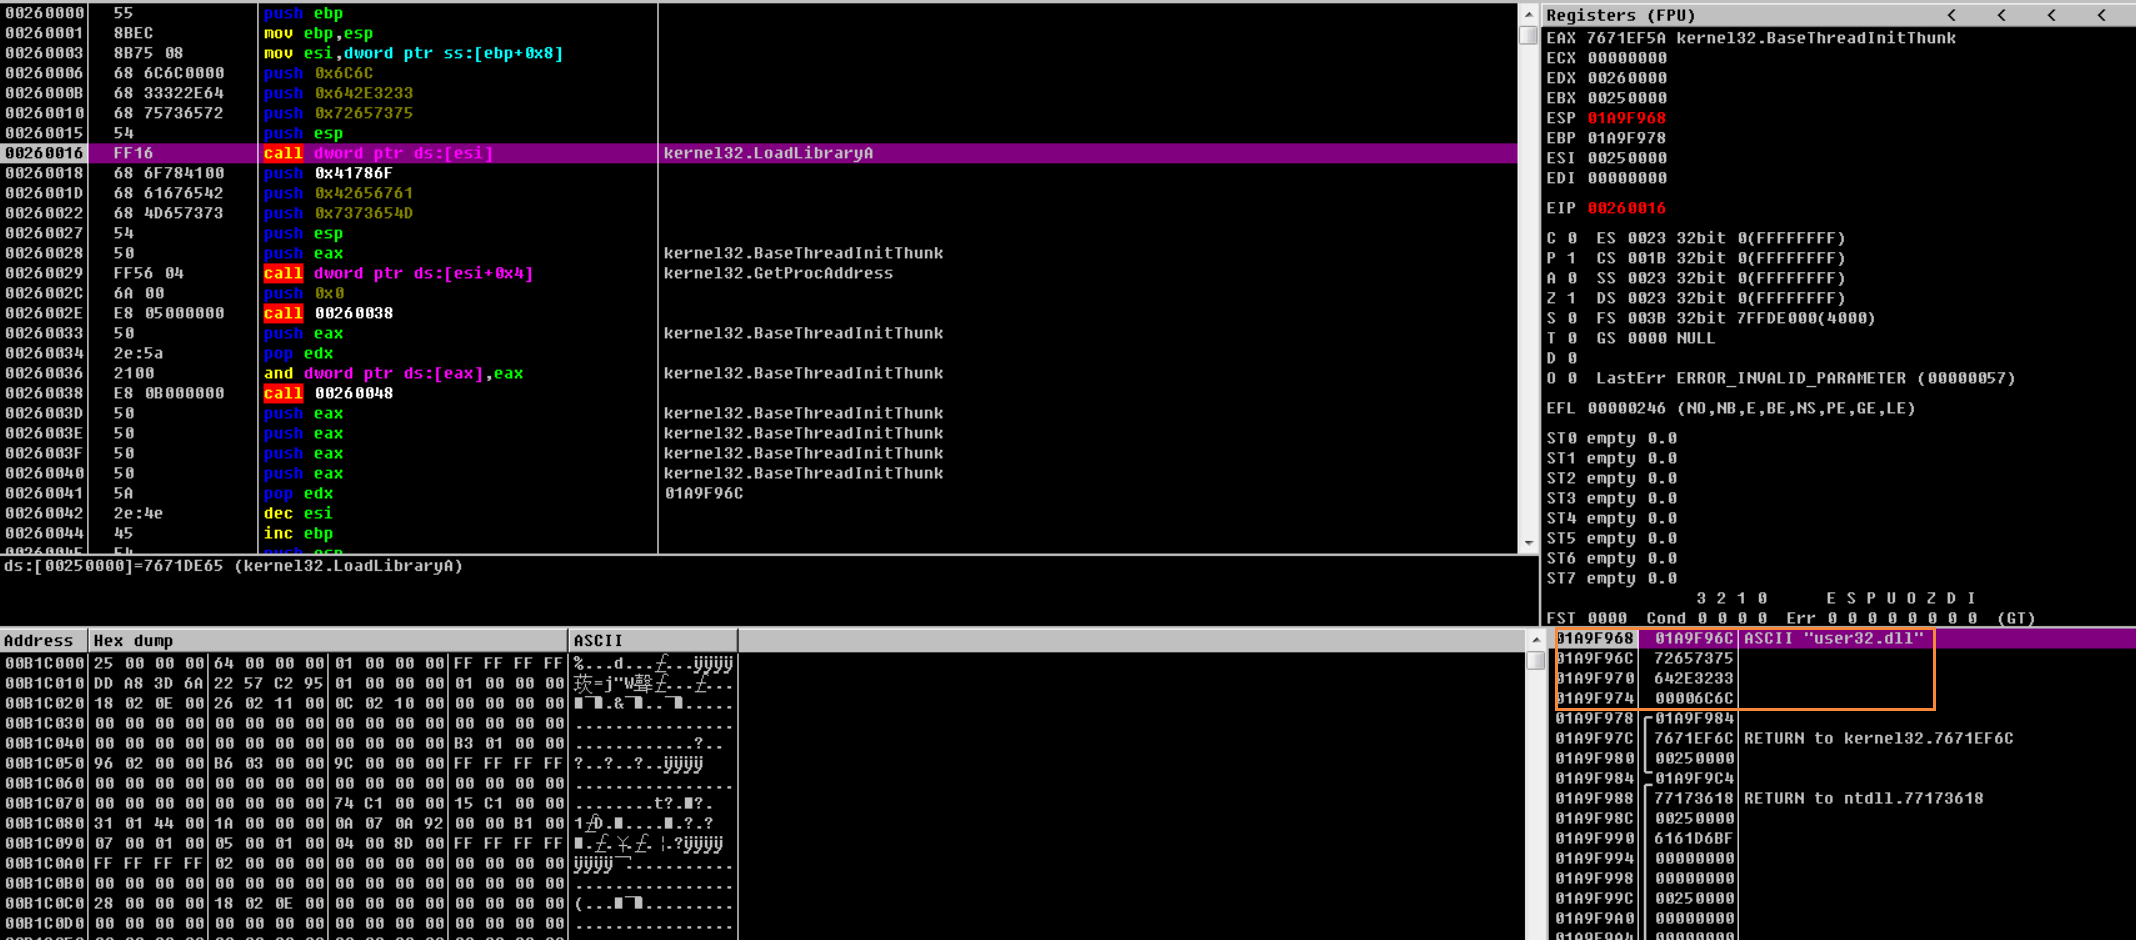 00260000 55 push ebp
00260001 8BEC mov ebp,esp
00260003 8B75 08 mov esi,dword ptr ss:[ebp+0x8]
00260006 68 6C6C0000 push 0x6C6C
0026000B 68 33322E64 push 0x642E3233
00260010 68 75736572 push 0x72657375
00260015 54 push esp
00260016 FF16 call dword ptr ds:[esi] kernel32.LoadLibraryA
00260018 68 6F784100 push 0x41786F
0026001D 68 61676542 push 0x42656761
00260022 68 4D657373 push 0x7373654D
00260027 54 push esp
00260028 50 push eax kernel32.BaseThreadInitThunk
00260029 FF56 04 call dword ptr ds:[esi+0x4] kernel32.GetProcAddress
0026002C 6A 00 push 0x0
0026002E E8 05000000 call 00260038
00260033 50 push eax kernel32.BaseThreadInitThunk
00260034 2e:5a pop edx
00260036 2100 and dword ptr ds:[eax],eax kernel32.BaseThreadInitThunk
00260038 E8 0B000000 call 00260048
0026003D 50 push eax kernel32.BaseThreadInitThunk
0026003E 50 push eax kernel32.BaseThreadInitThunk
0026003F 50 push eax kernel32.BaseThreadInitThunk
00260040 50 push eax kernel32.BaseThreadInitThunk
00260041 5A pop edx 01A9F96C
00260042 2e:4e dec esi
00260044 45 inc ebp
ds:[00250000]=7671DE65 (kernel32.LoadLibraryA)
Registers (FPU) < < < <
EAX 7671EF5A kernel32.BaseThreadInitThunk
ECX 00000000
EDX 00260000
EBX 00250000
ESP 01A9F968
EBP 01A9F978
ESI 00250000
EDI 00000000
EIP 00260016
C 0 ES 0023 32bit 0(FFFFFFFF)
P 1 CS 001B 32bit 0(FFFFFFFF)
A 0 SS 0023 32bit 0(FFFFFFFF)
Z 1 DS 0023 32bit 0(FFFFFFFF)
S 0 FS 003B 32bit 7FFDE000(4000)
T 0 GS 0000 NULL
D 0
O 0 LastErr ERROR_INVALID_PARAMETER (00000057)
EFL 00000246 (NO,NB,E,BE,NS,PE,GE,LE)
ST0 empty 0.0
ST1 empty 0.0
ST2 empty 0.0
ST3 empty 0.0
ST4 empty 0.0
ST5 empty 0.0
ST6 empty 0.0
ST7 empty 0.0
3 2 1 0 E S P U O Z D I
FST 0000 Cond 0 0 0 0 Err 0 0 0 0 0 0 0 0 (GT)
Address Hex dump ASCII
00B1C000 25 00 00 00 64 00 00 00 01 00 00 00 FF FF FF FF
00B1C010 DD A8 3D 6A 22 57 C2 95 01 00 00 00 01 00 00 00
00B1C020 18 02 0E 00 26 02 11 00 0C 02 10 00 00 00 00 00
00B1C030 00 00 00 00 00 00 00 00 00 00 00 00 00 00 00 00 ................
00B1C040 00 00 00 00 00 00 00 00 00 00 00 00 B3 01 00 00 ............?..
00B1C050 96 02 00 00 B6 03 00 00 9C 00 00 00 FF FF FF FF ?..?..?..ÿÿÿÿ
00B1C060 00 00 00 00 00 00 00 00 00 00 00 00 00 00 00 00 ................
00B1C070 00 00 00 00 00 00 00 00 74 C1 00 00 15 C1 00 00
00B1C080 31 01 44 00 1A 00 00 00 0A 07 0A 92 00 00 B1 00
00B1C090 07 00 01 00 05 00 01 00 04 00 8D 00 FF FF FF FF
00B1C0A0 FF FF FF FF 02 00 00 00 00 00 00 00 00 00 00 00
00B1C0B0 00 00 00 00 00 00 00 00 00 00 00 00 00 00 00 00 ................
00B1C0C0 28 00 00 00 18 02 0E 00 00 00 00 00 00 00 00 00
00B1C0D0 00 00 00 00 00 00 00 00 00 00 00 00 00 00 00 00 ................
01A9F968 01A9F96C ASCII "user32.dll"
01A9F96C 72657375
01A9F970 642E3233
01A9F974 00006C6C
01A9F978 01A9F984
01A9F97C 7671EF6C RETURN to kernel32.7671EF6C
01A9F980 00250000
01A9F984 01A9F9C4
01A9F988 77173618 RETURN to ntdll.77173618
01A9F98C 00250000
01A9F990 6161D6BF
01A9F994 00000000
01A9F998 00000000
01A9F99C 00250000
01A9F9A0 00000000
01A9F9A4 00000000